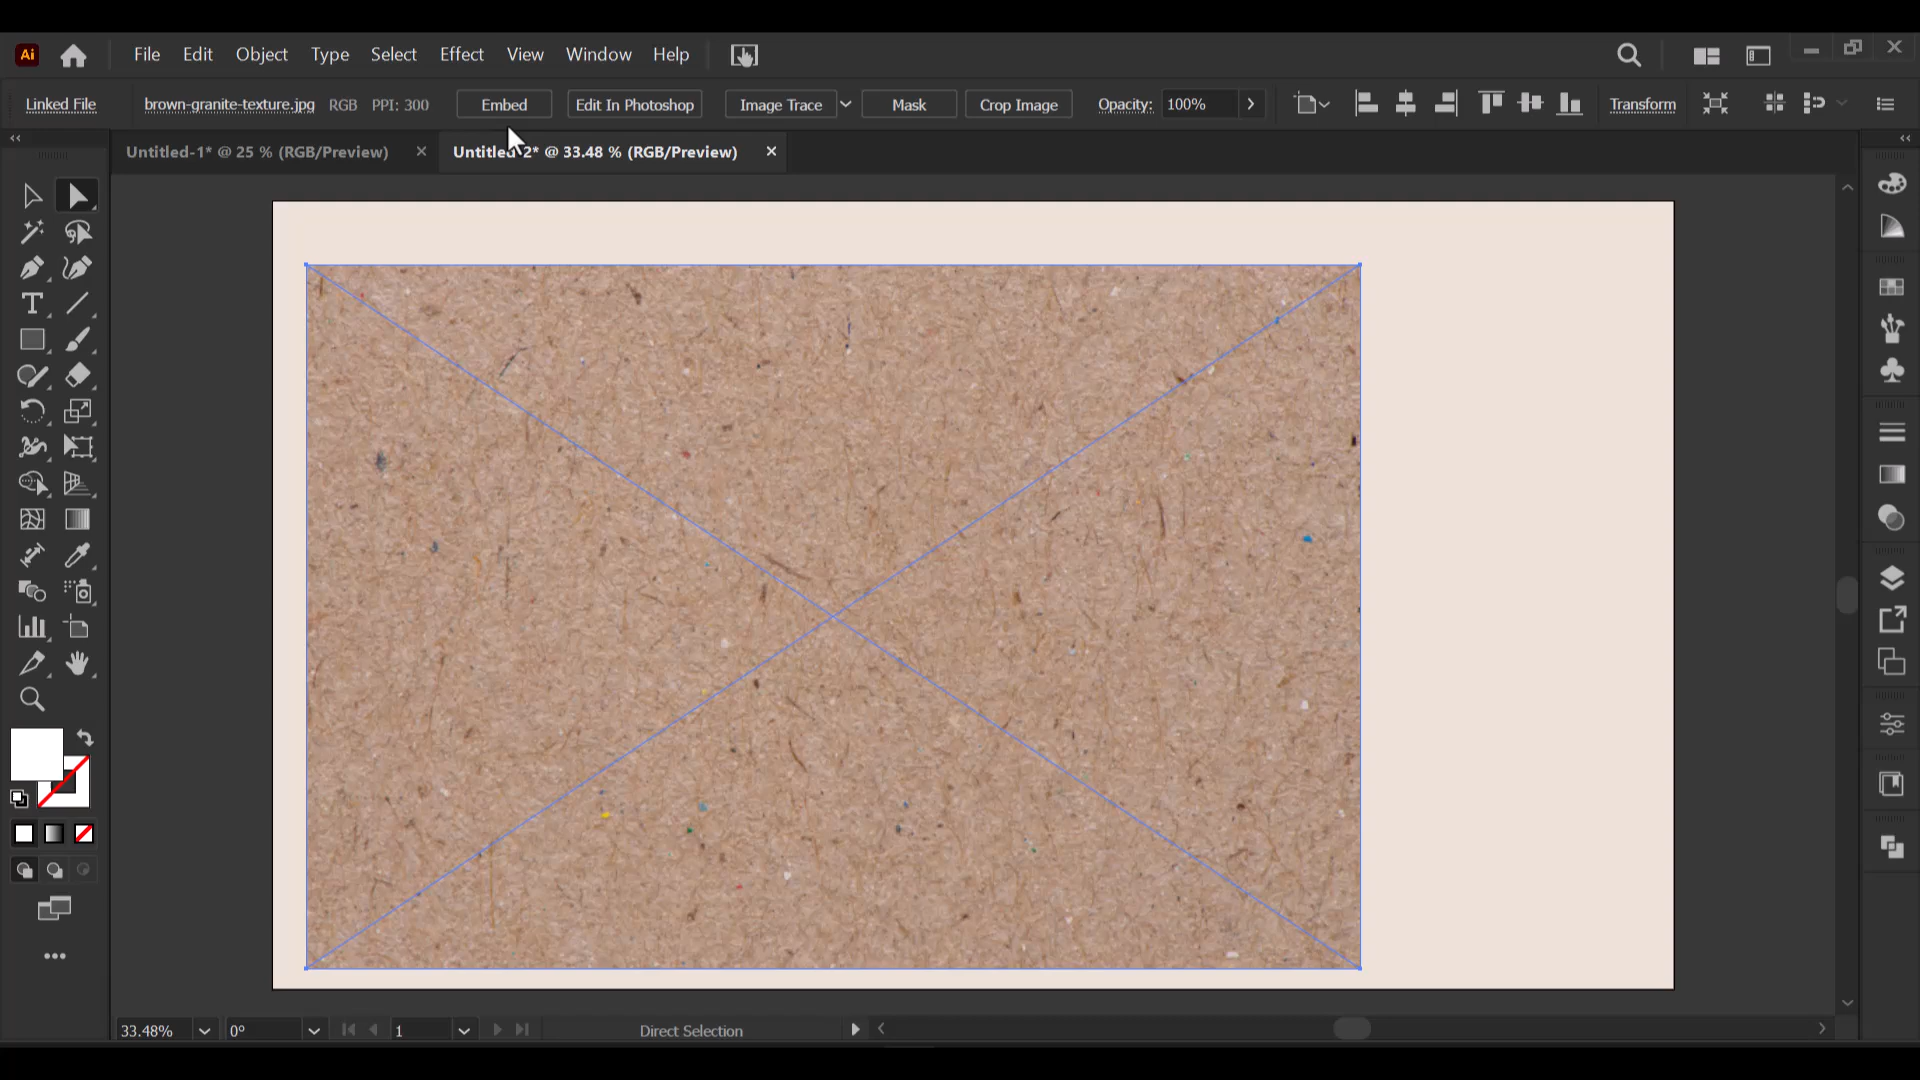 Ai File Edit Object Type Select Effect View Window Help
Linked File brown-granite-texture.jpg RGB PPI: 300 Embed Edit In Photoshop Image Trace Mask Crop Image Opacity: 100% Transform
Untitled-1* @ 25 % (RGB/Preview) Untitled-2* @ 33.48 % (RGB/Preview)
33.48% 0° 1 Direct Selection